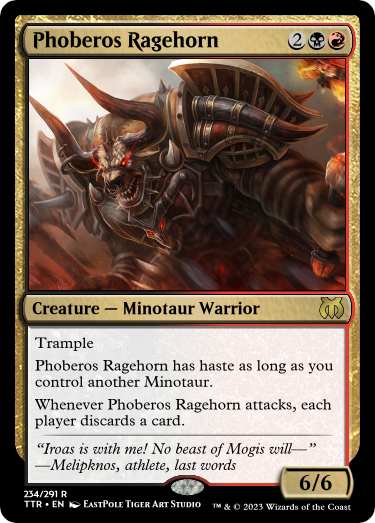 Phoberos Ragehorn 2
Creature — Minotaur Warrior
Trample
Phoberos Ragehorn has haste as long as you
control another Minotaur.
Whenever Phoberos Ragehorn attacks, each
player discards a card.
“Iroas is with me! No beast of Mogis will—”
—Melipknos, athlete, last words
6/6
234/291 R
TTR • EN EastPole Tiger Art Studio ™ & © 2023 Wizards of the Coast